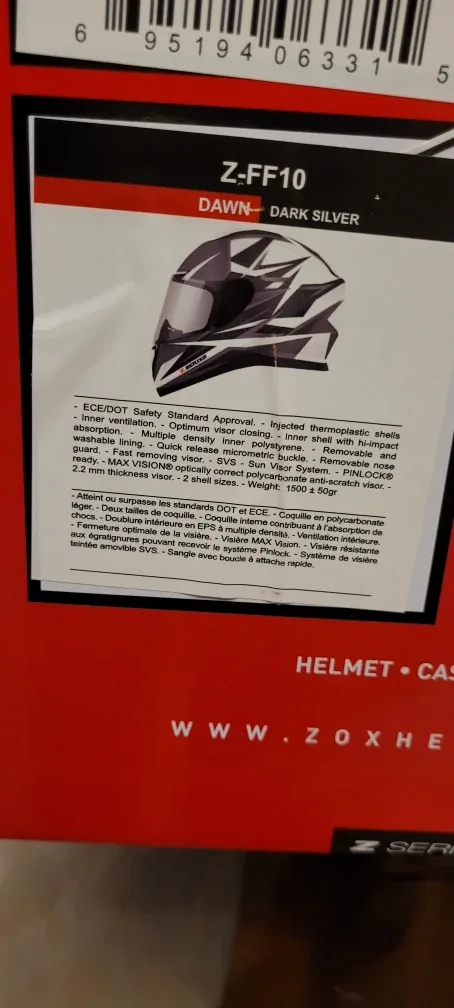 6 95194 06331 5
Z-FF10
DAWN - DARK SILVER
- ECE/DOT Safety Standard Approval. - Injected thermoplastic shells
- Inner ventilation. - Optimum visor closing. - Inner shell with hi-impact
absorption. - Multiple density inner polystyrene. - Removable and
washable lining. - Quick release micrometric buckle. - Removable nose
guard. - Fast removing visor. - SVS - Sun Visor System. - PINLOCK®
ready. - MAX VISION® optically correct polycarbonate anti-scratch visor. -
2.2 mm thickness visor. - 2 shell sizes. - Weight: 1500 ± 50gr
- Atteint ou surpasse les standards DOT et ECE. - Coquille en polycarbonate
léger. - Deux tailles de coquille. - Coquille interne contribuant à l'absorption de
chocs. - Doublure intérieure en EPS à multiple densité. - Ventilation intérieure.
- Fermeture optimale de la visière. - Visière MAX Vision. - Visière résistante
aux égratignures pouvant recevoir le système Pinlock. - Système de visière
teintée amovible SVS. - Sangle avec boucle à attache rapide.
HELMET • CAS
WWW.ZOXHE
Z SERI